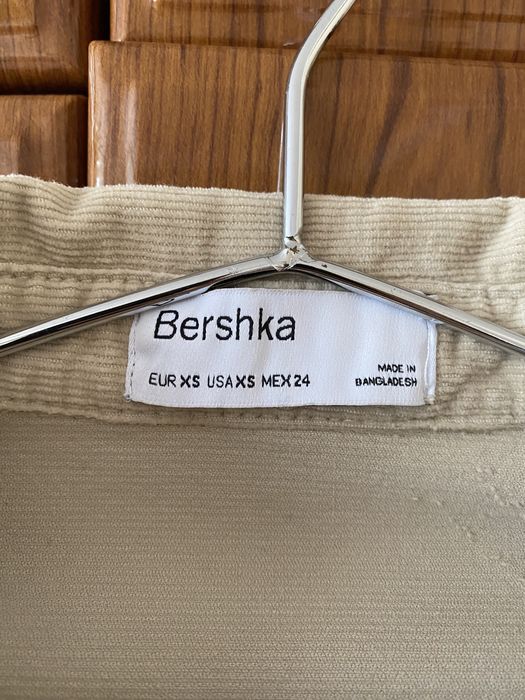 Bershka
EUR XS USA XS MEX 24
MADE IN
BANGLADESH